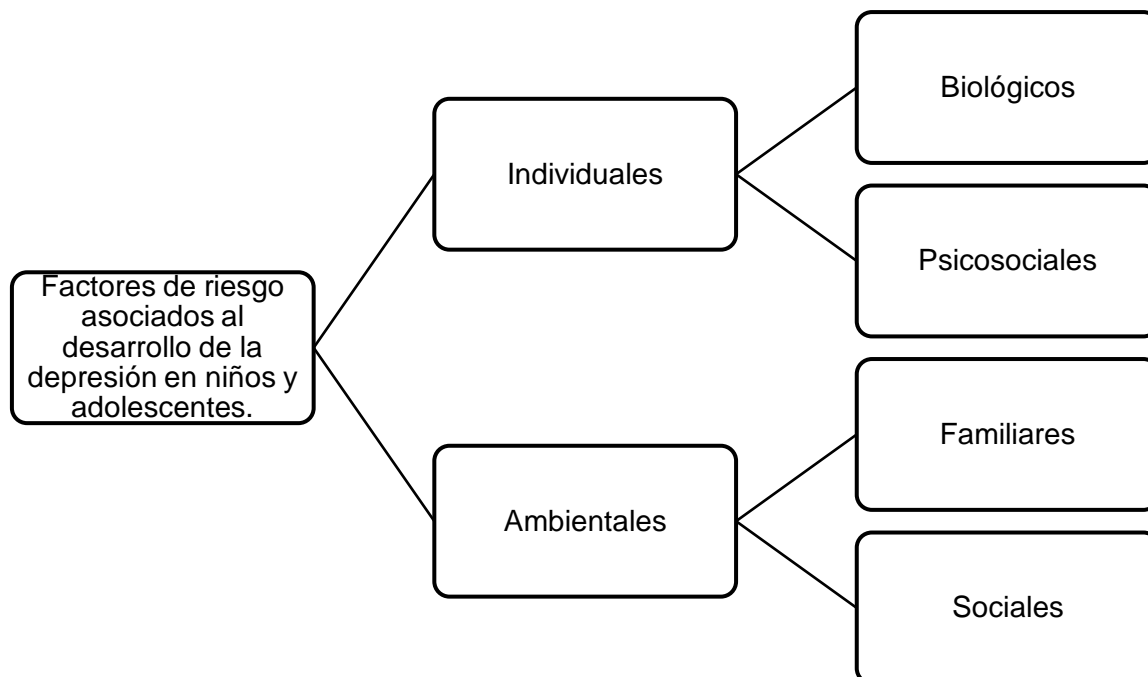 Factores de riesgo
asociados al
desarrollo de la
depresión en niños y
adolescentes.
Individuales
Biológicos
Psicosociales
Ambientales
Familiares
Sociales